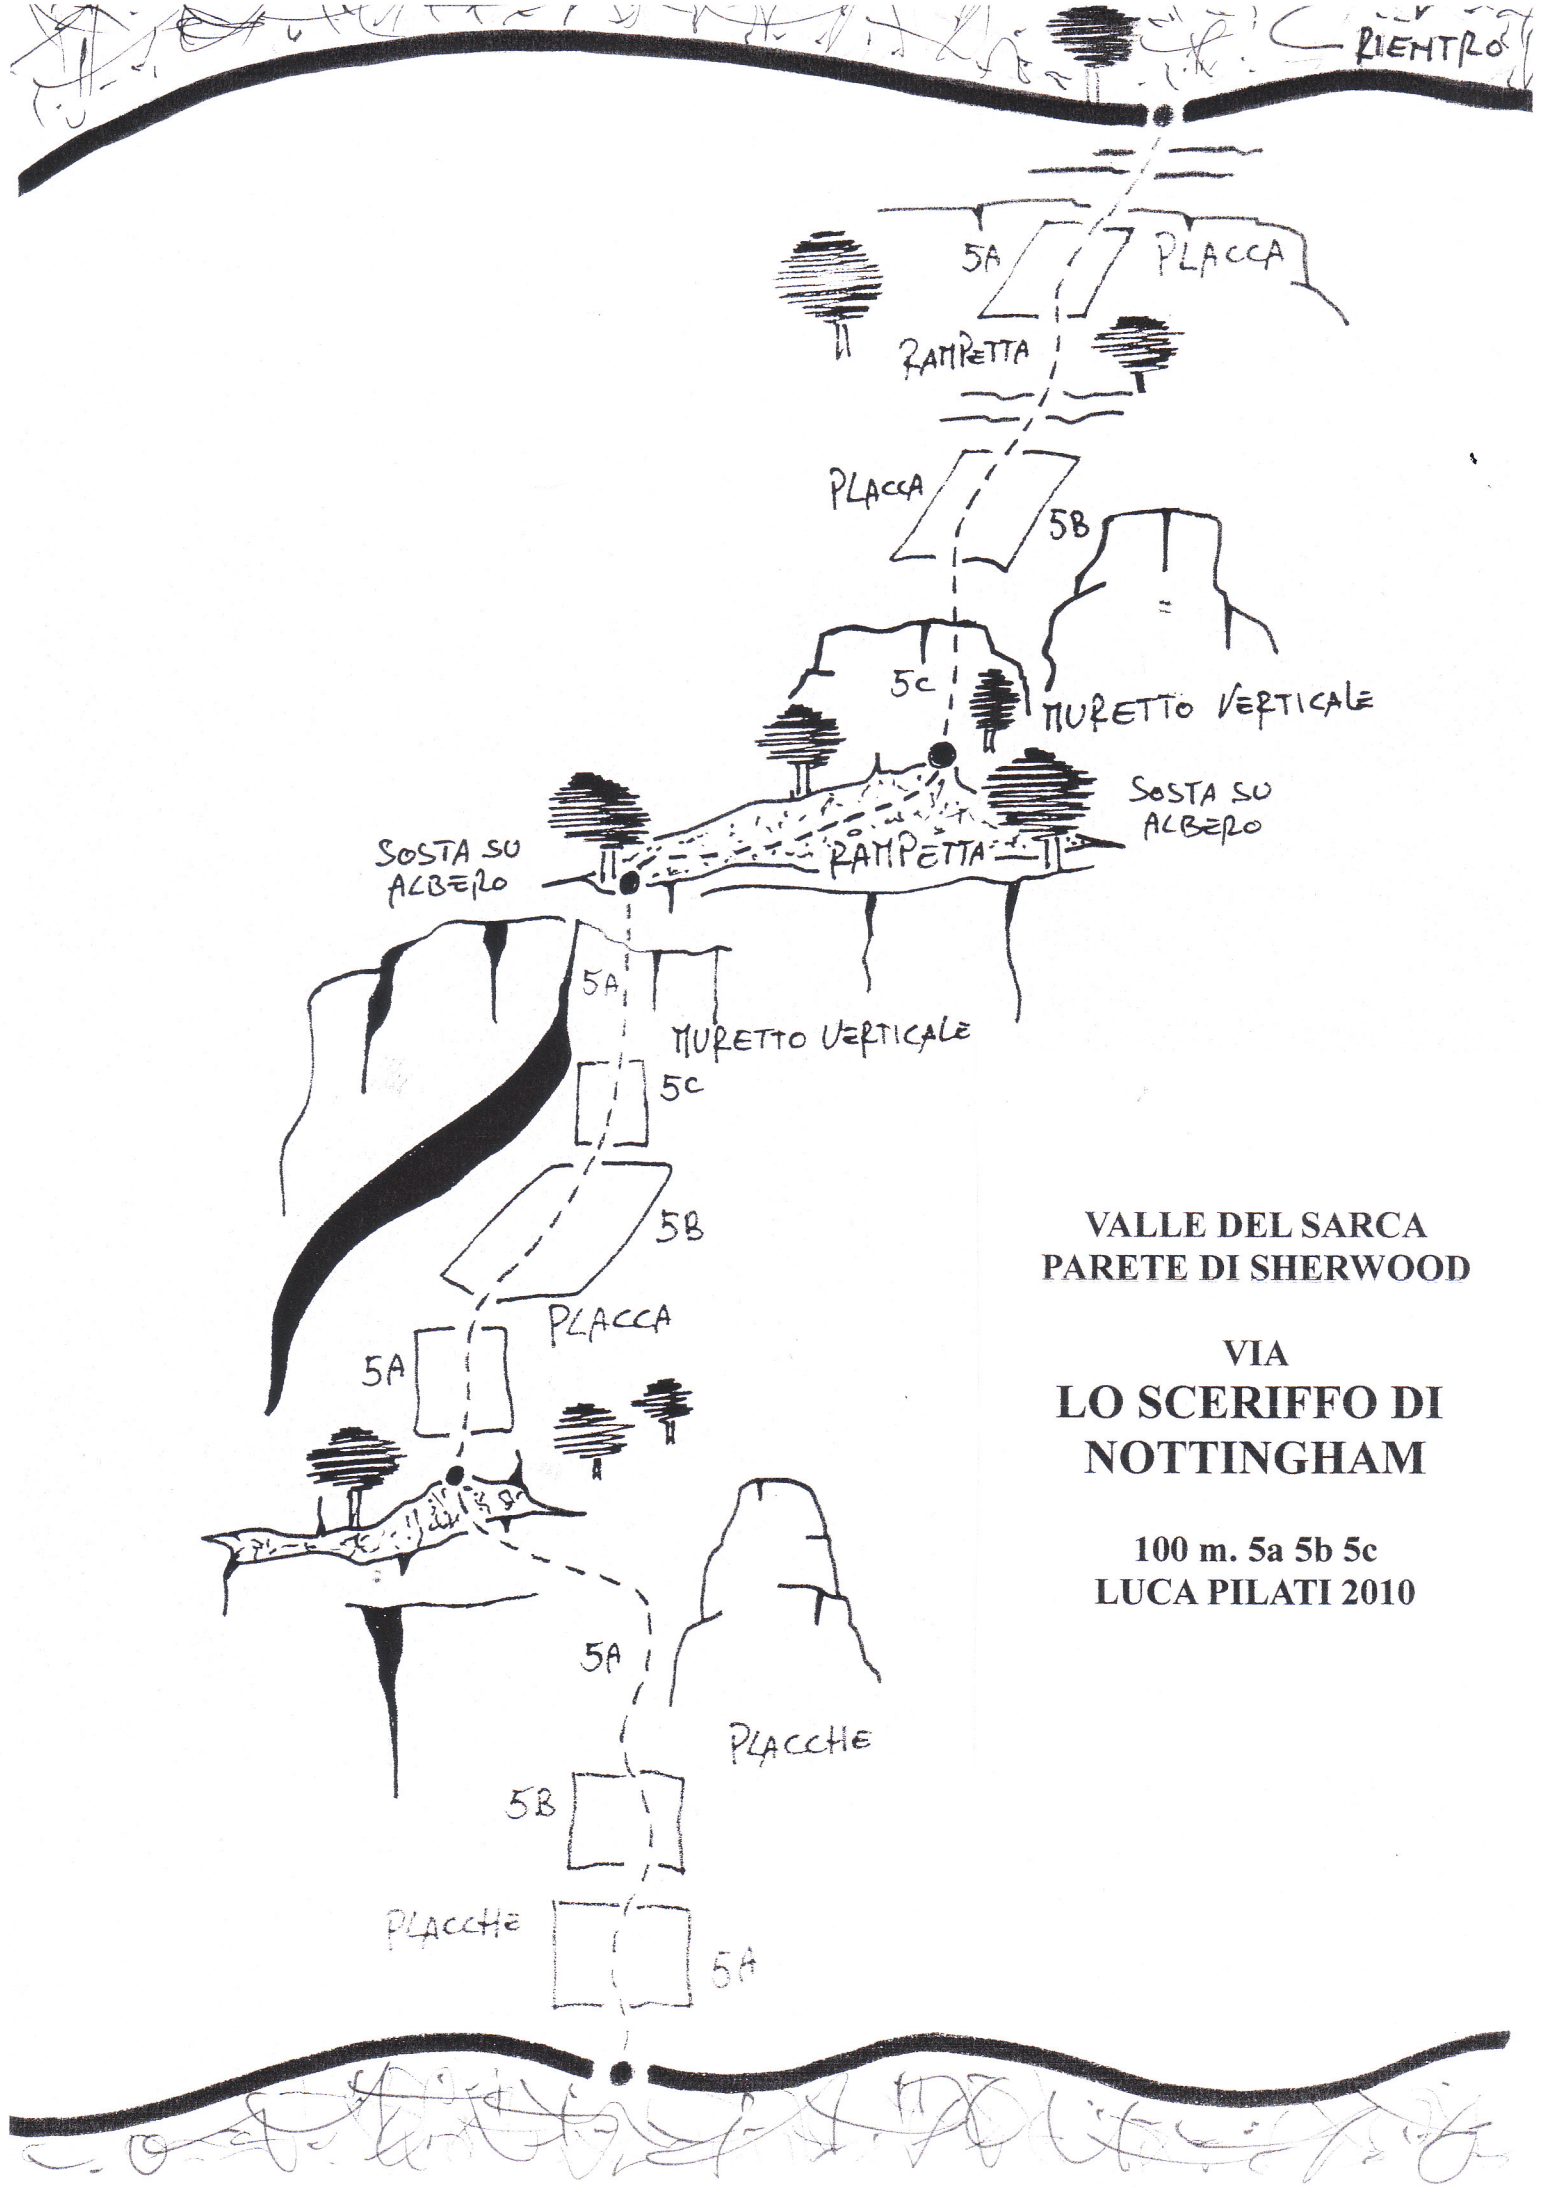 RIENTRO
5A
PLACCA
RAMPETTA
PLACCA
5B
5C
MURETTO VERTICALE
SOSTA SU
ALBERO
RAMPETTA
SOSTA SU
ALBERO
5A
MURETTO VERTICALE
5C
5B
PLACCA
5A
VALLE DEL SARCA
PARETE DI SHERWOOD
VIA
LO SCERIFFO DI
NOTTINGHAM
100 m. 5a 5b 5c
LUCA PILATI 2010
5A
PLACCHE
5B
PLACCHE
5A